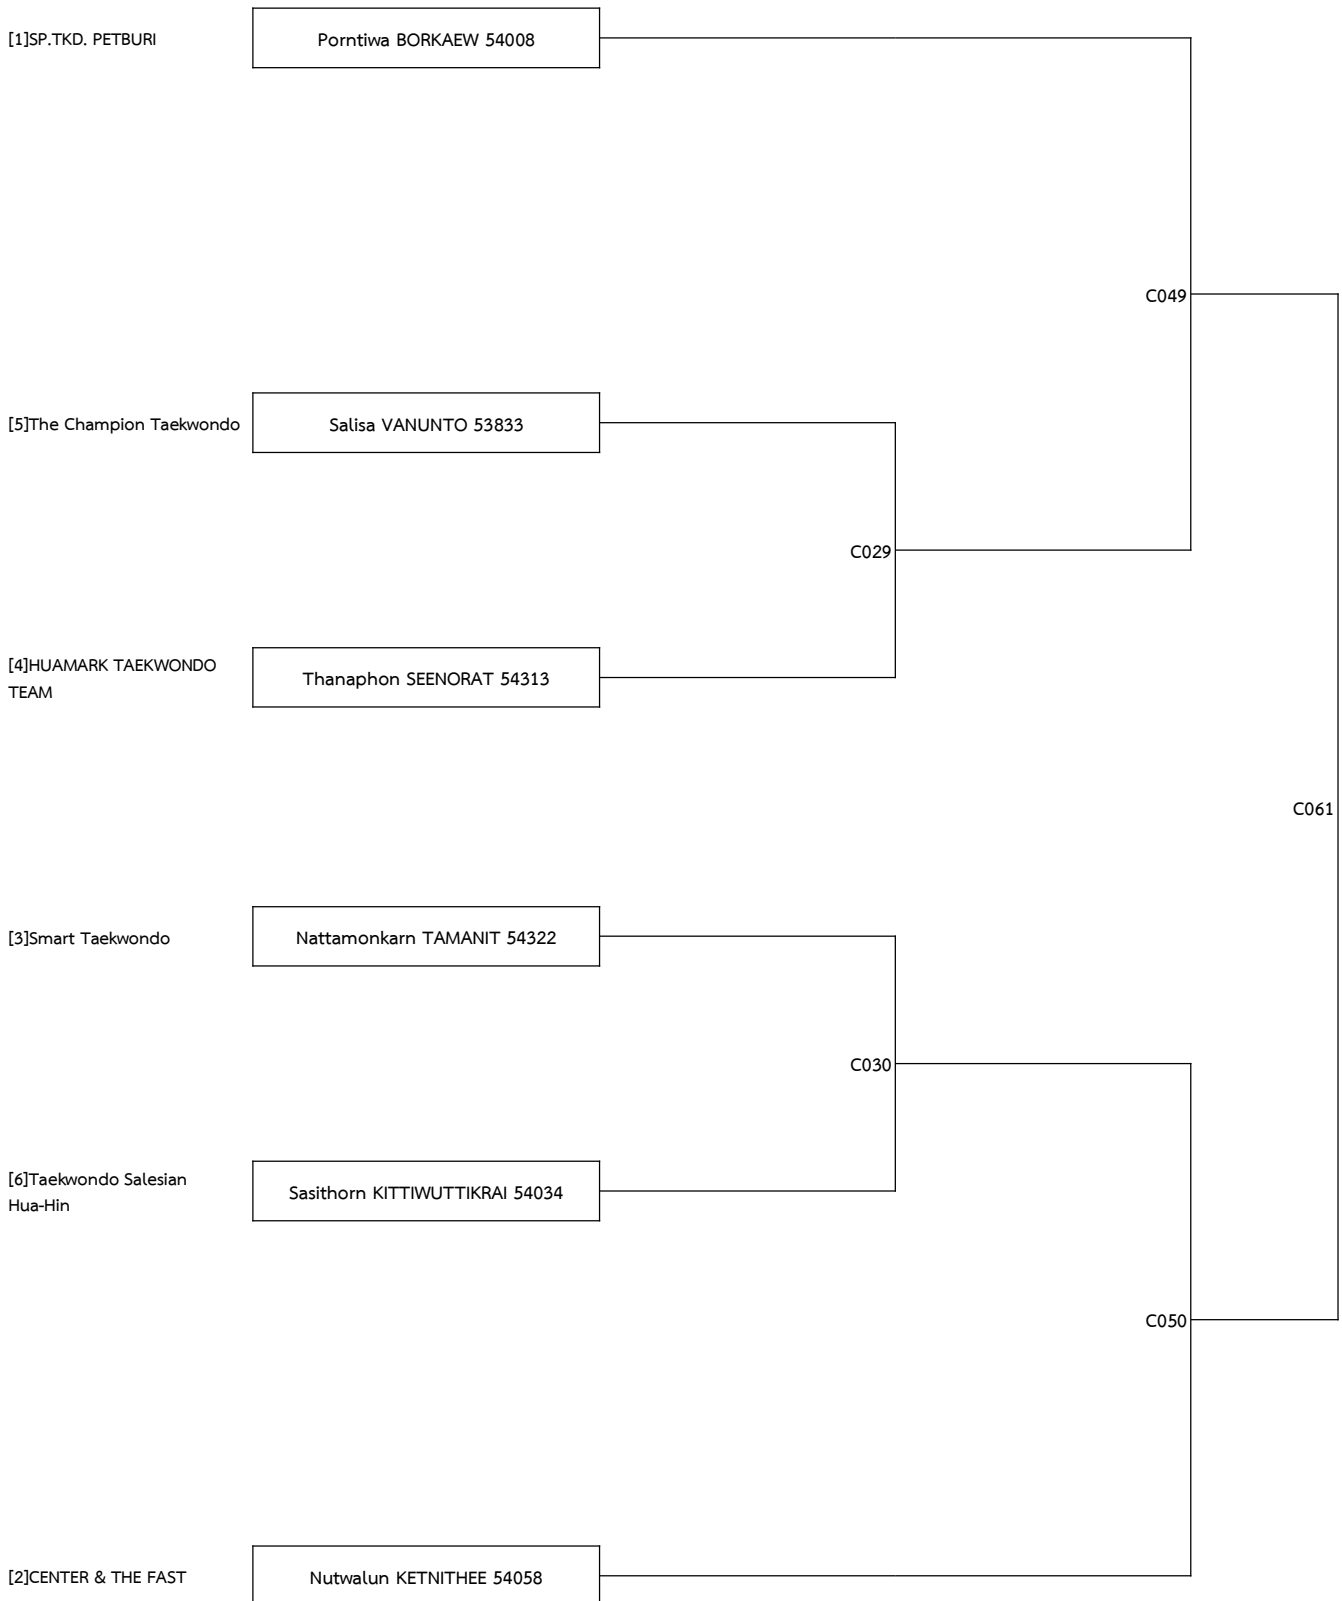 [1]SP.TKD. PETBURI
Porntiwa BORKAEW 54008
C049
[5]The Champion Taekwondo
Salisa VANUNTO 53833
C029
[4]HUAMARK TAEKWONDO
TEAM
Thanaphon SEENORAT 54313
C061
[3]Smart Taekwondo
Nattamonkarn TAMANIT 54322
C030
[6]Taekwondo Salesian
Hua-Hin
Sasithorn KITTIWUTTIKRAI 54034
C050
[2]CENTER & THE FAST
Nutwalun KETNITHEE 54058